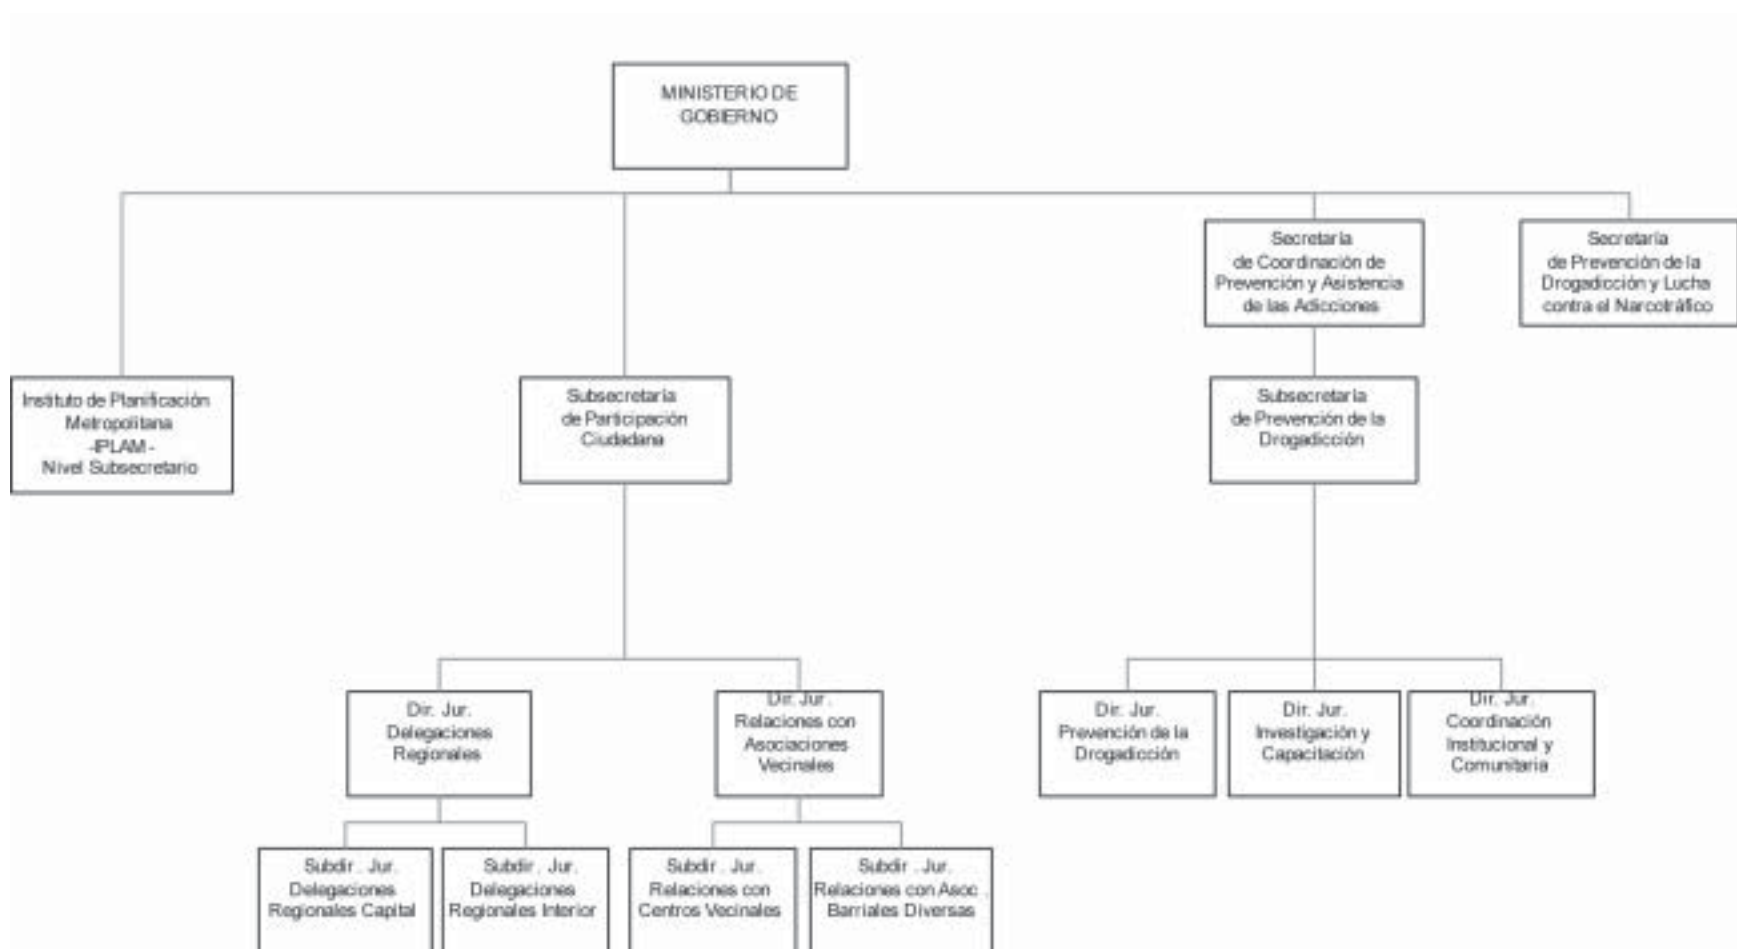 MINISTERIO DE
GOBIERNO
Secretaría
de Coordinación de
Prevención y Asistencia
de las Adicciones
Secretaría
de Prevención de la
Drogadicción y Lucha
contra el Narcotráfico
Instituto de Planificación
Metropolitana
-IPLAM -
Nivel Subsecretario
Subsecretaría
de Participación
Ciudadana
Subsecretaría
de Prevención de la
Drogadicción
Dir. Jur.
Delegaciones
Regionales
Dir. Jur.
Relaciones con
Asociaciones
Vecinales
Dir. Jur.
Prevención de la
Drogadicción
Dir. Jur.
Investigación y
Capacitación
Dir. Jur.
Coordinación
Institucional y
Comunitaria
Subdir . Jur.
Delegaciones
Regionales Capital
Subdir . Jur.
Delegaciones
Regionales Interior
Subdir . Jur.
Relaciones con
Centros Vecinales
Subdir . Jur.
Relaciones con Asoc .
Barriales Diversas